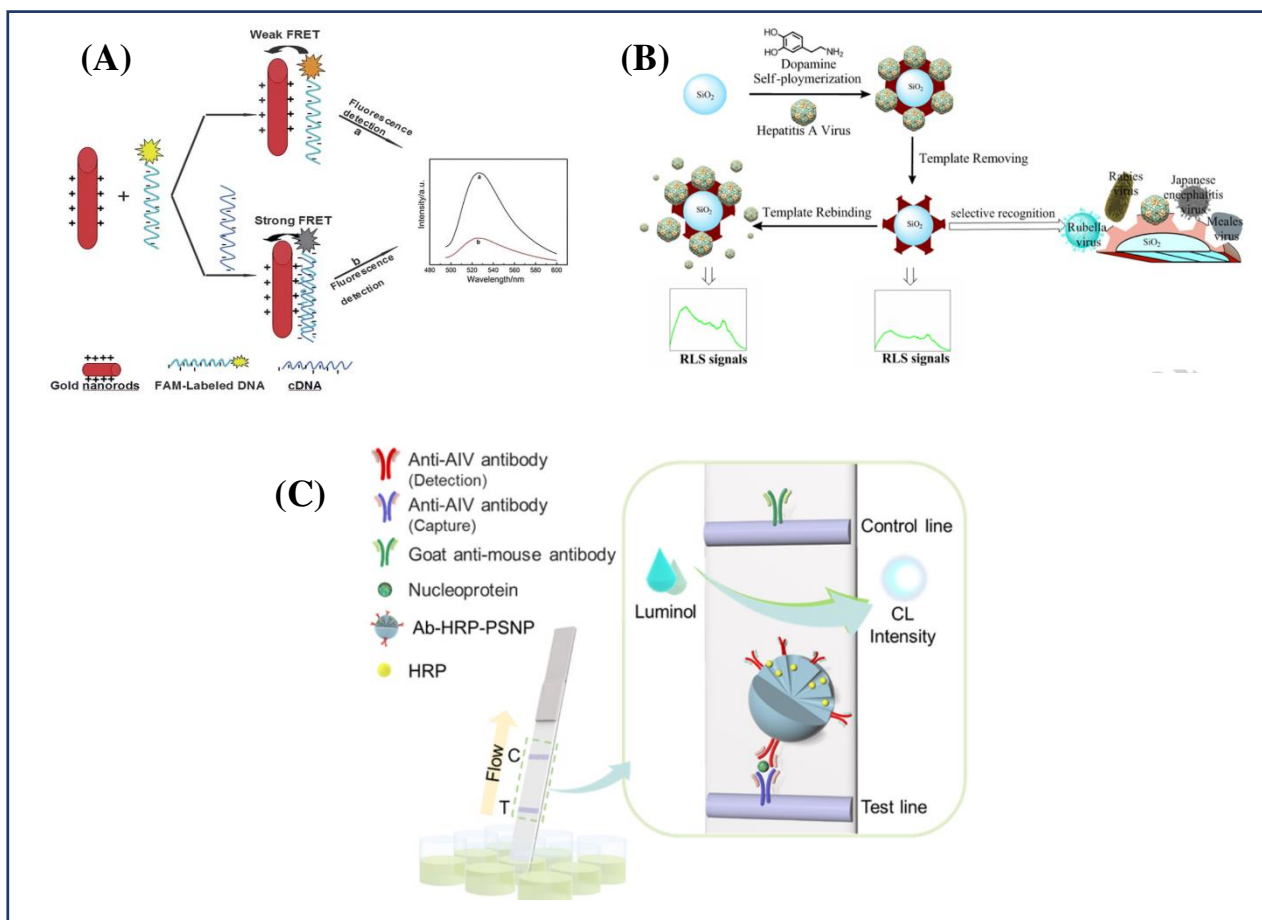 (A)
Weak FRET
Fluorescence
detection
a
+
Strong FRET
b
Fluorescence
detection
Intensity/a.u.
a
b
480 500 520 540 560 580 600
Wavelength/nm
Gold nanorods
FAM-Labeled DNA
cDNA
(B)
HO
HO
NH₂
Dopamine
Self-ploymerization
SiO₂
Hepatitis A Virus
SiO₂
Template Removing
SiO₂
Template Rebinding
SiO₂
selective recognition
Rabies
virus
Japanese
encephalitis
virus
Rubella
virus
Meales
virus
SiO₂
RLS signals
RLS signals
(C)
Anti-AIV antibody
(Detection)
Anti-AIV antibody
(Capture)
Goat anti-mouse antibody
Nucleoprotein
Ab-HRP-PSNP
HRP
Flow
C
T
Luminol
Control line
CL
Intensity
Test line